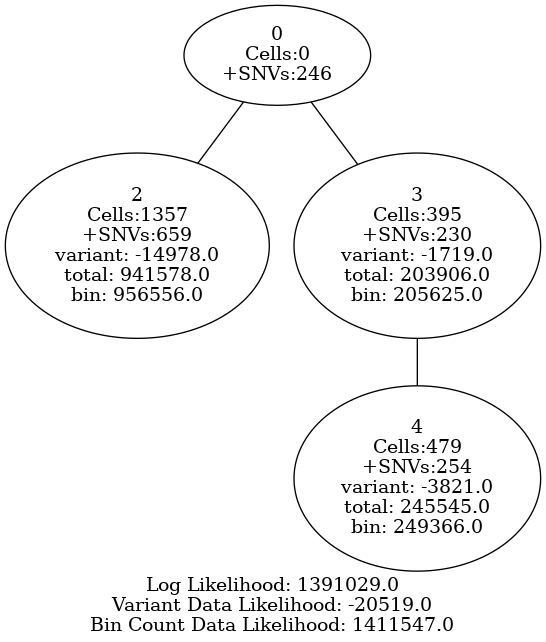 0
Cells:0
+SNVs:246
2
Cells:1357
+SNVs:659
variant: -14978.0
total: 941578.0
bin: 956556.0
3
Cells:395
+SNVs:230
variant: -1719.0
total: 203906.0
bin: 205625.0
4
Cells:479
+SNVs:254
variant: -3821.0
total: 245545.0
bin: 249366.0
Log Likelihood: 1391029.0
Variant Data Likelihood: -20519.0
Bin Count Data Likelihood: 1411547.0